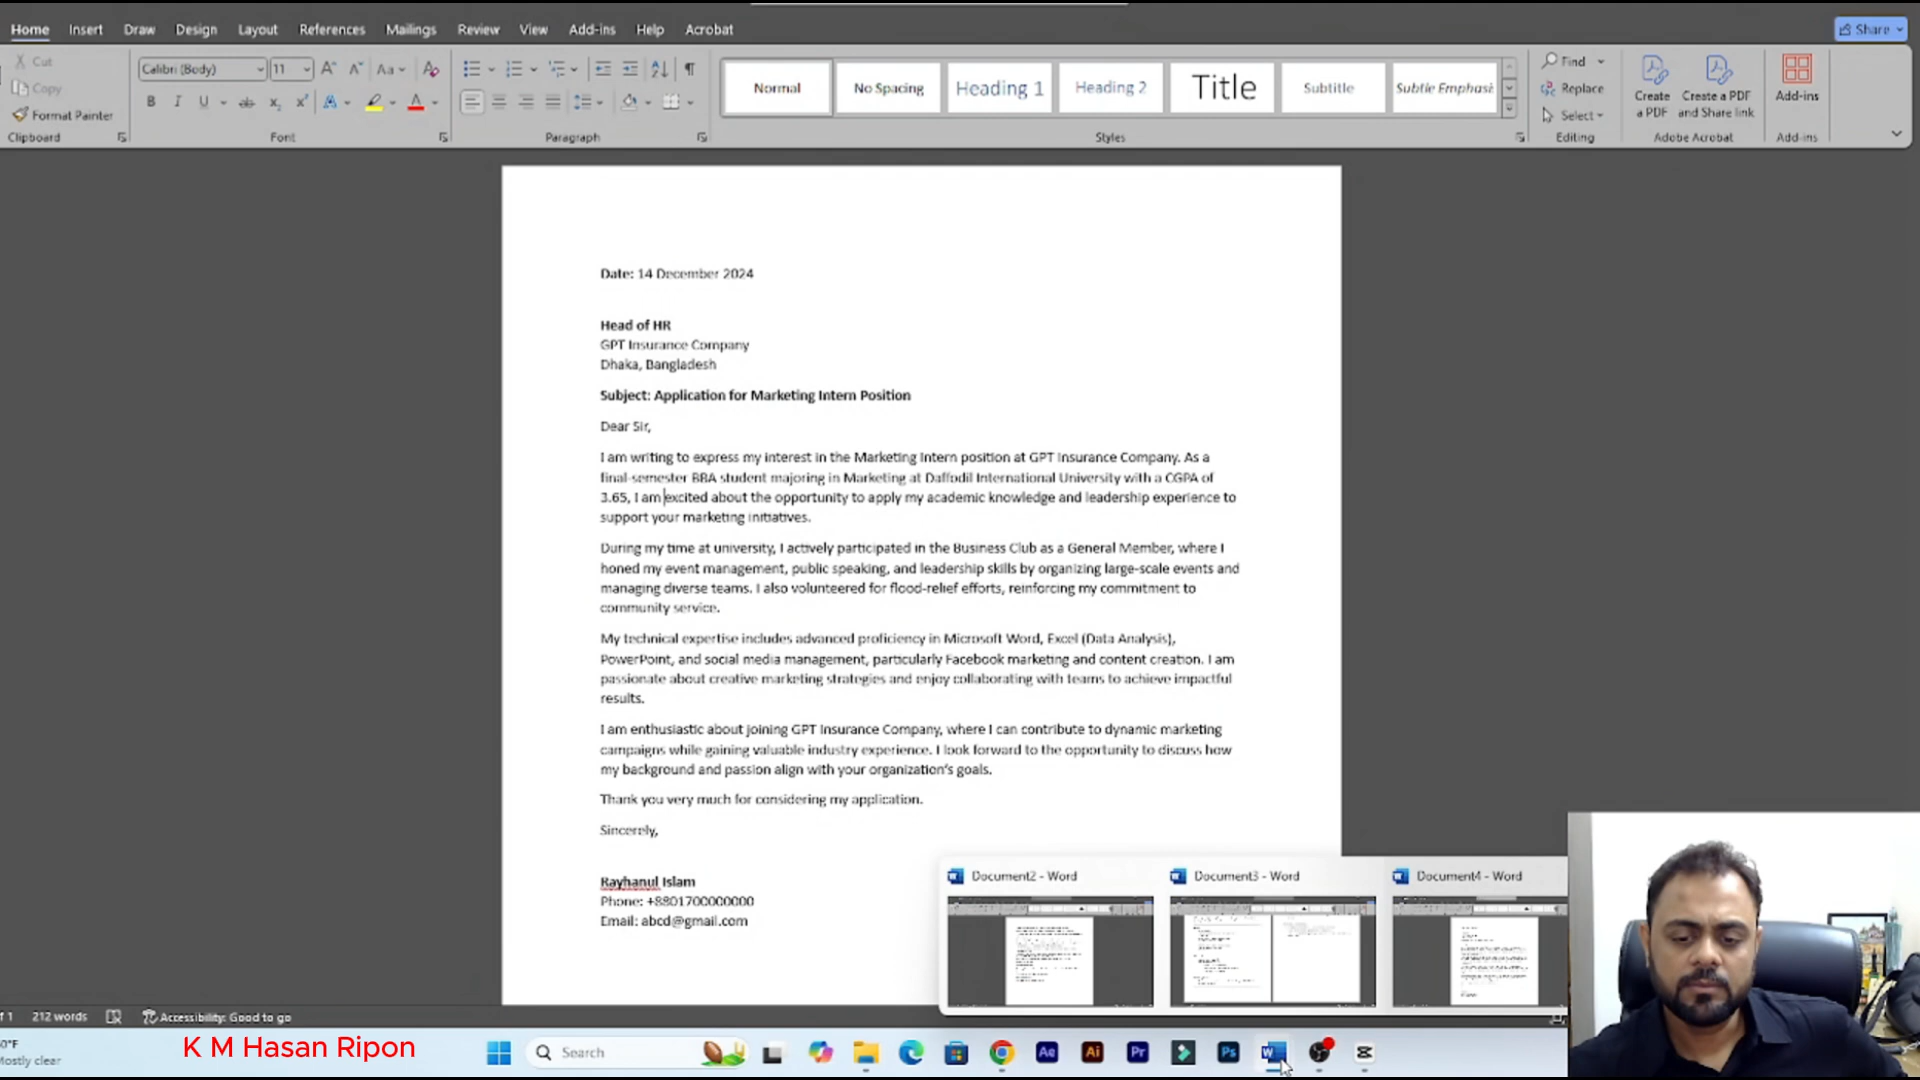 Home Insert Draw Design Layout References Mailings Review View Add-ins Help Acrobat Share
Cut
Copy
Format Painter
Clipboard
Calibri (Body) 11
Font
Paragraph
Normal No Spacing Heading 1 Heading 2 Title Subtitle Subtle Emphasi
Styles
Find
Replace
Select
Editing
Create a PDF
Create a PDF and Share link
Adobe Acrobat
Add-ins
Add-ins
Date: 14 December 2024
Head of HR
GPT Insurance Company
Dhaka, Bangladesh
Subject: Application for Marketing Intern Position
Dear Sir,
I am writing to express my interest in the Marketing Intern position at GPT Insurance Company. As a
final-semester BBA student majoring in Marketing at Daffodil International University with a CGPA of
3.65, I am excited about the opportunity to apply my academic knowledge and leadership experience to
support your marketing initiatives.
During my time at university, I actively participated in the Business Club as a General Member, where I
honed my event management, public speaking, and leadership skills by organizing large-scale events and
managing diverse teams. I also volunteered for flood-relief efforts, reinforcing my commitment to
community service.
My technical expertise includes advanced proficiency in Microsoft Word, Excel (Data Analysis),
PowerPoint, and social media management, particularly Facebook marketing and content creation. I am
passionate about creative marketing strategies and enjoy collaborating with teams to achieve impactful
results.
I am enthusiastic about joining GPT Insurance Company, where I can contribute to dynamic marketing
campaigns while gaining valuable industry experience. I look forward to the opportunity to discuss how
my background and passion align with your organization's goals.
Thank you very much for considering my application.
Sincerely,
Rayhanul Islam
Phone: +8801700000000
Email: abcd@gmail.com
Document2 - Word Document3 - Word Document4 - Word
f 1 212 words Accessibility: Good to go
0°F
Mostly clear
K M Hasan Ripon
Search
Ae Ai Pr Ps W